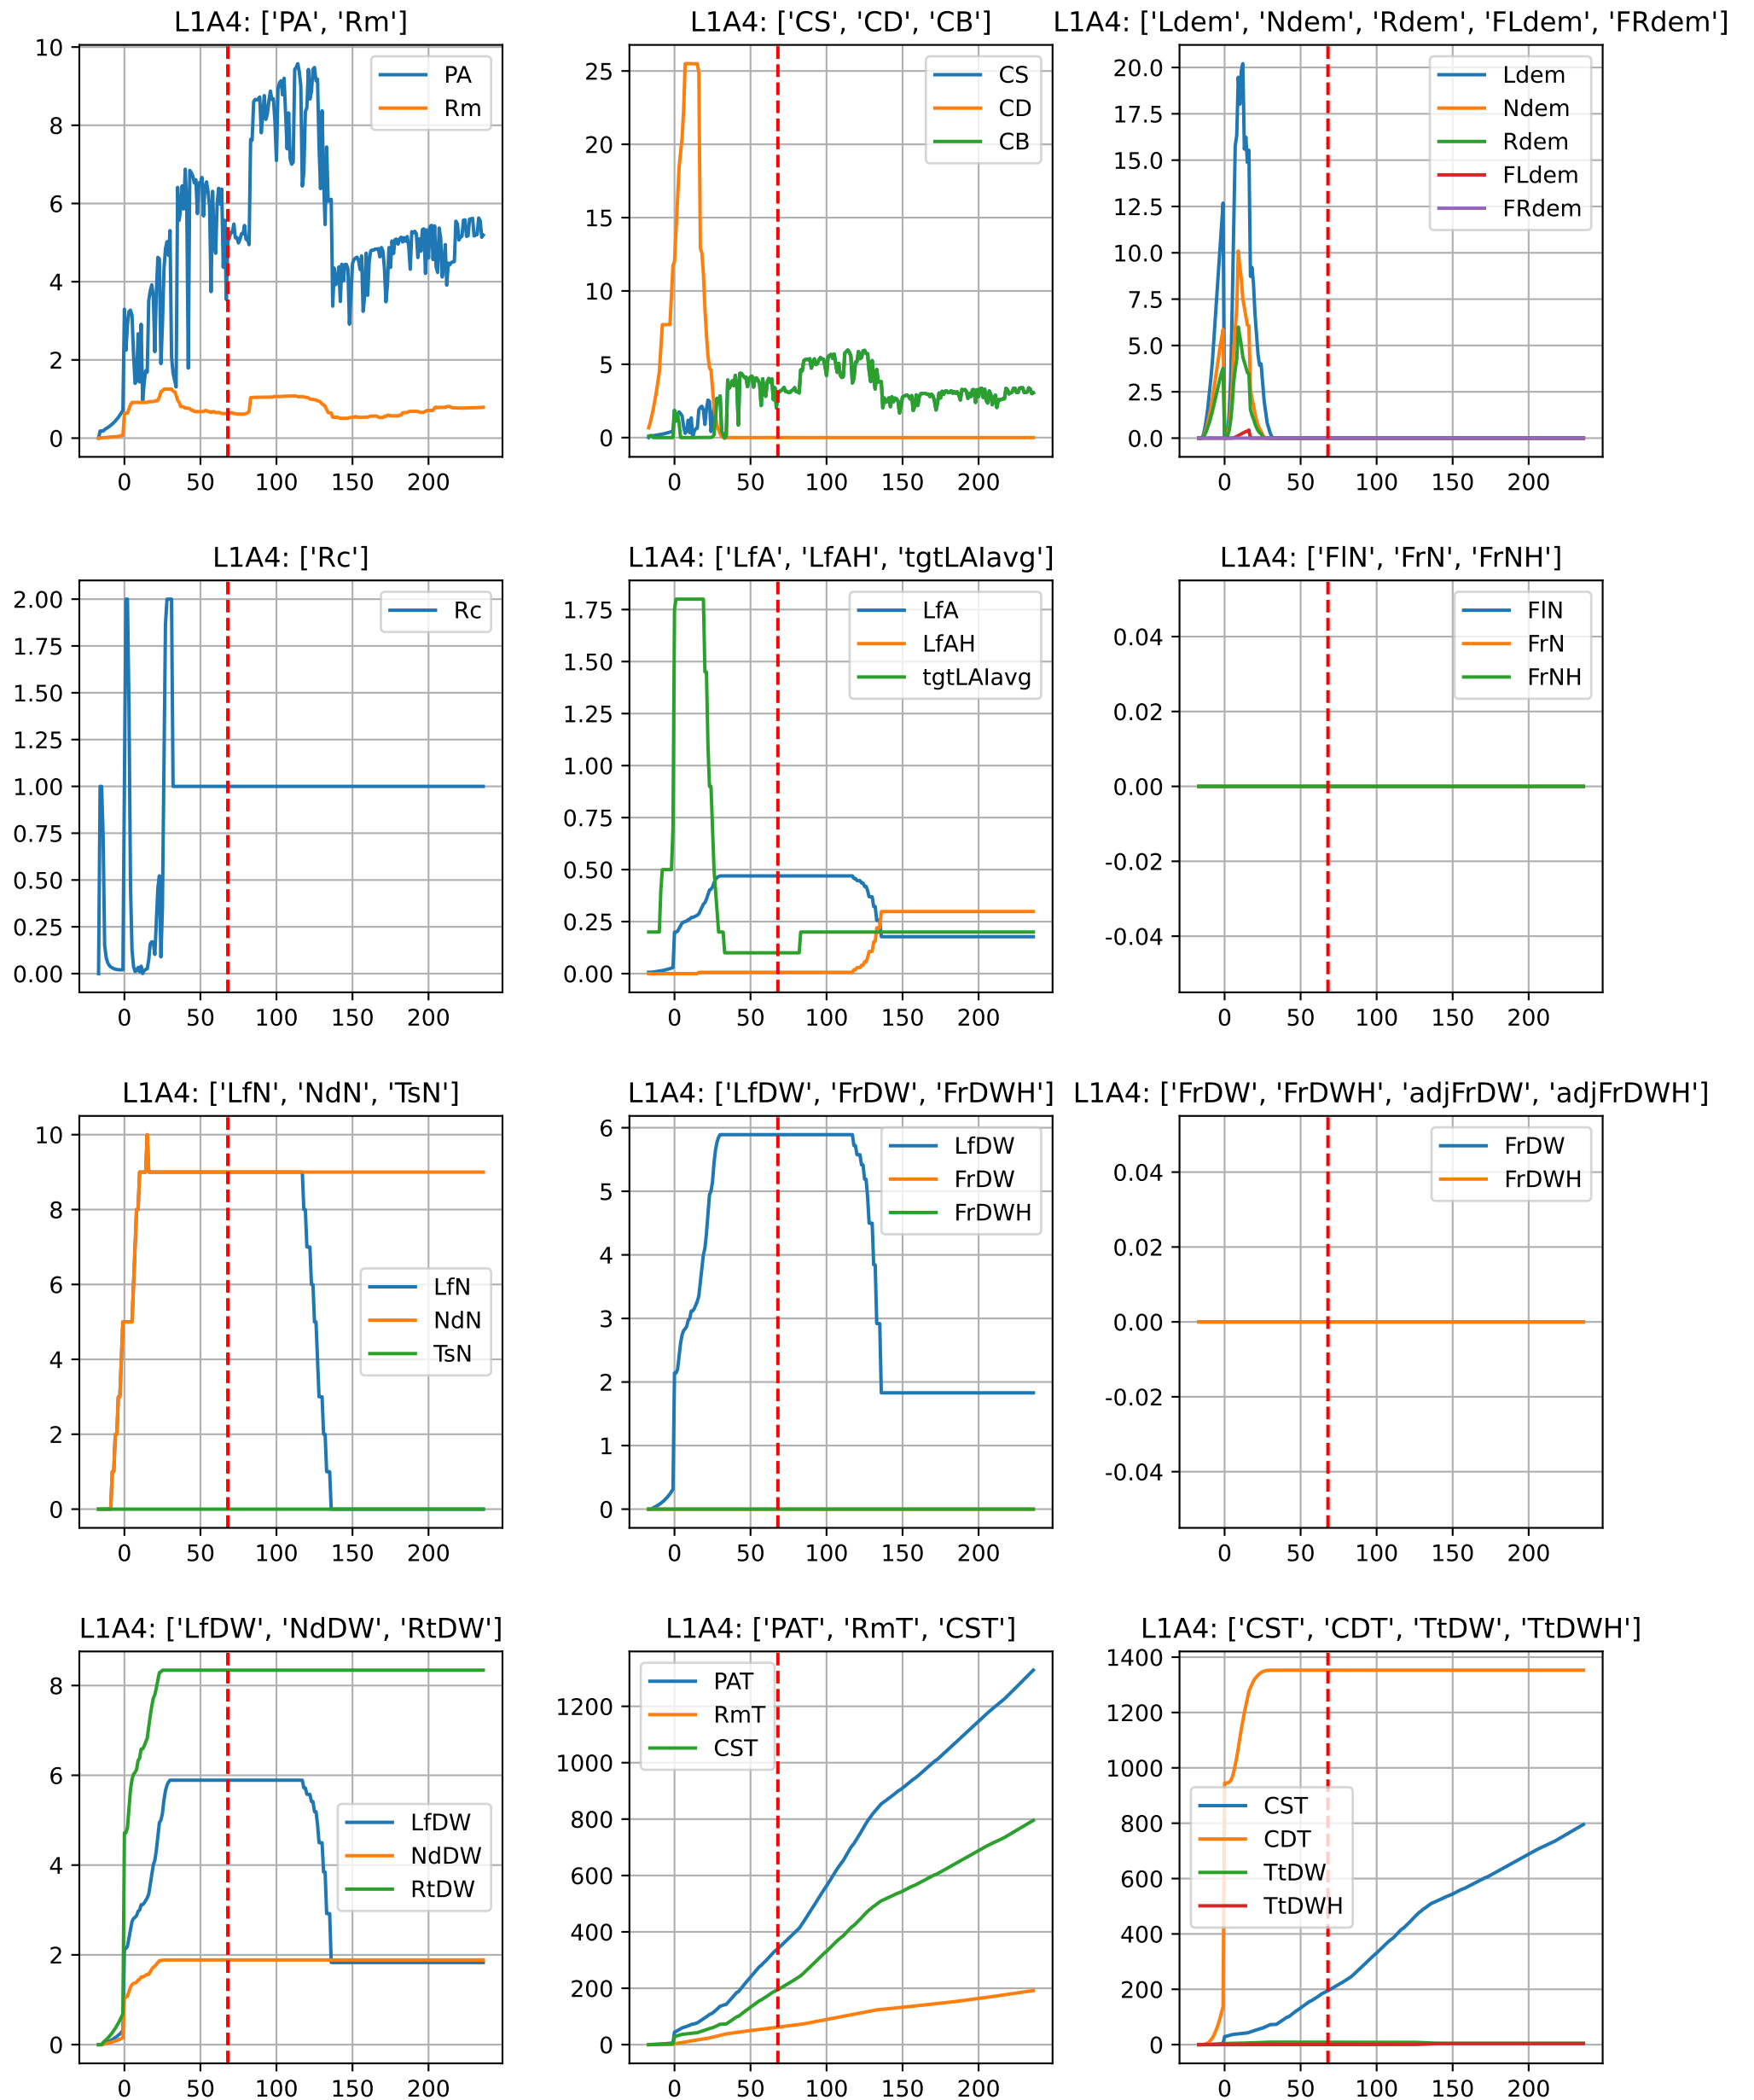 L1A4: ['PA', 'Rm']
10
8
6
4
2
0
0 50 100 150 200
PA
Rm
L1A4: ['CS', 'CD', 'CB']
25
20
15
10
5
0
0 50 100 150 200
CS
CD
CB
L1A4: ['Ldem', 'Ndem', 'Rdem', 'FLdem', 'FRdem']
20.0
17.5
15.0
12.5
10.0
7.5
5.0
2.5
0.0
0 50 100 150 200
Ldem
Ndem
Rdem
FLdem
FRdem
L1A4: ['Rc']
2.00
1.75
1.50
1.25
1.00
0.75
0.50
0.25
0.00
0 50 100 150 200
Rc
L1A4: ['LfA', 'LfAH', 'tgtLAIavg']
1.75
1.50
1.25
1.00
0.75
0.50
0.25
0.00
0 50 100 150 200
LfA
LfAH
tgtLAIavg
L1A4: ['FlN', 'FrN', 'FrNH']
0.04
0.02
0.00
-0.02
-0.04
0 50 100 150 200
FlN
FrN
FrNH
L1A4: ['LfN', 'NdN', 'TsN']
10
8
6
4
2
0
0 50 100 150 200
LfN
NdN
TsN
L1A4: ['LfDW', 'FrDW', 'FrDWH']
6
5
4
3
2
1
0
0 50 100 150 200
LfDW
FrDW
FrDWH
L1A4: ['FrDW', 'FrDWH', 'adjFrDW', 'adjFrDWH']
0.04
0.02
0.00
-0.02
-0.04
0 50 100 150 200
FrDW
FrDWH
L1A4: ['LfDW', 'NdDW', 'RtDW']
8
6
4
2
0
0 50 100 150 200
LfDW
NdDW
RtDW
L1A4: ['PAT', 'RmT', 'CST']
1200
1000
800
600
400
200
0
0 50 100 150 200
PAT
RmT
CST
L1A4: ['CST', 'CDT', 'TtDW', 'TtDWH']
1400
1200
1000
800
600
400
200
0
0 50 100 150 200
CST
CDT
TtDW
TtDWH